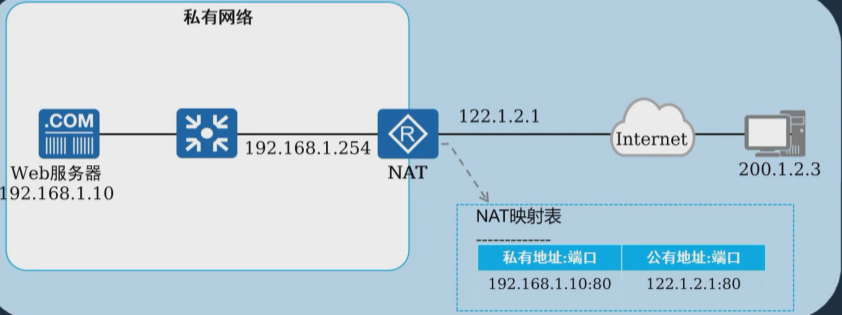 私有网络
.COM
Web服务器
192.168.1.10
192.168.1.254
R
NAT
122.1.2.1
Internet
200.1.2.3
NAT映射表
-------------
私有地址:端口 公有地址:端口
192.168.1.10:80 122.1.2.1:80